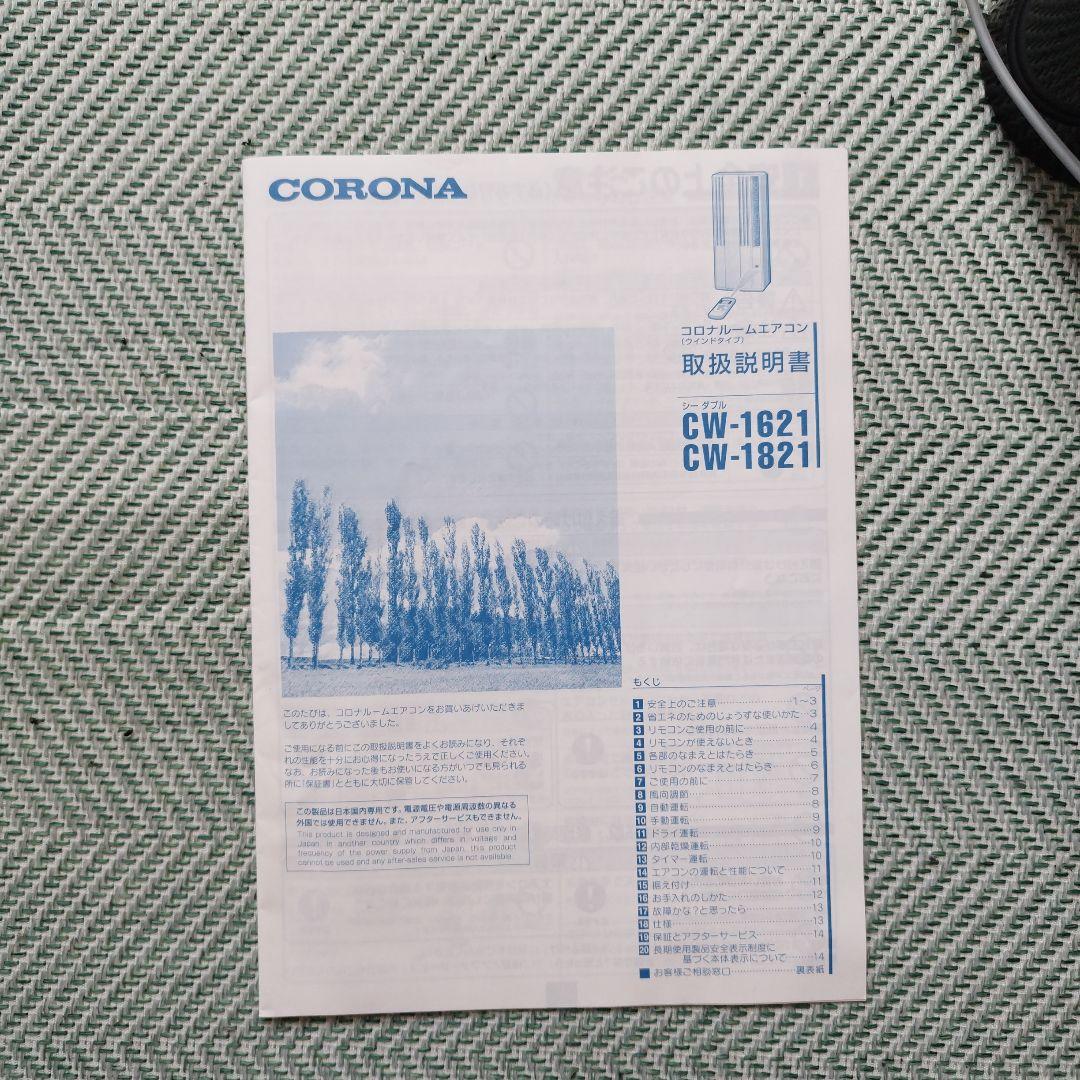 CORONA
コロナルームエアコン
(ウインドタイプ)
取扱説明書
シー ダブル
CW-1621
CW-1821
このたびは、コロナルームエアコンをお買いあげいただきま
してありがとうございました。
ご使用になる前にこの取扱説明書をよくお読みになり、それぞ
れの性能を十分にお心得になったうえで正しくご使用ください。
なお、お読みになった後もお使いになる方がいつでも見られる
所に「保証書」とともに大切に保管してください。
この製品は日本国内専用です。電源電圧や電源周波数の異なる
外国では使用できません。また、アフターサービスもできません。
This product is designed and manufactured for use only in
Japan. In another country which differs in voltage and
frequency of the power supply from Japan, this product
cannot be used and any after-sales service is not available.
もくじ
ページ
1 安全上のご注意 1~3
2 省エネのためのじょうずな使いかた 3
3 リモコンご使用の前に 4
4 リモコンが使えないとき 4
5 各部のなまえとはたらき 5
6 リモコンのなまえとはたらき 6
7 ご使用の前に 7
8 風向調節 8
9 自動運転 8
10 手動運転 9
11 ドライ運転 9
12 内部乾燥運転 10
13 タイマー運転 10
14 エアコンの運転と性能について 11
15 据え付け 11
16 お手入れのしかた 12
17 故障かな?と思ったら 13
18 仕様 13
19 保証とアフターサービス 14
20 長期使用製品安全表示制度に
基づく本体表示について 14
■ お客様ご相談窓口 裏表紙